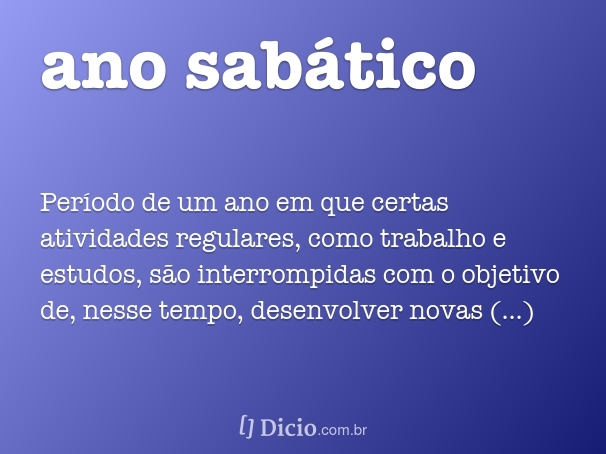 ano sabático
Período de um ano em que certas
atividades regulares, como trabalho e
estudos, são interrompidas com o objetivo
de, nesse tempo, desenvolver novas (...)
[] Dicio.com.br